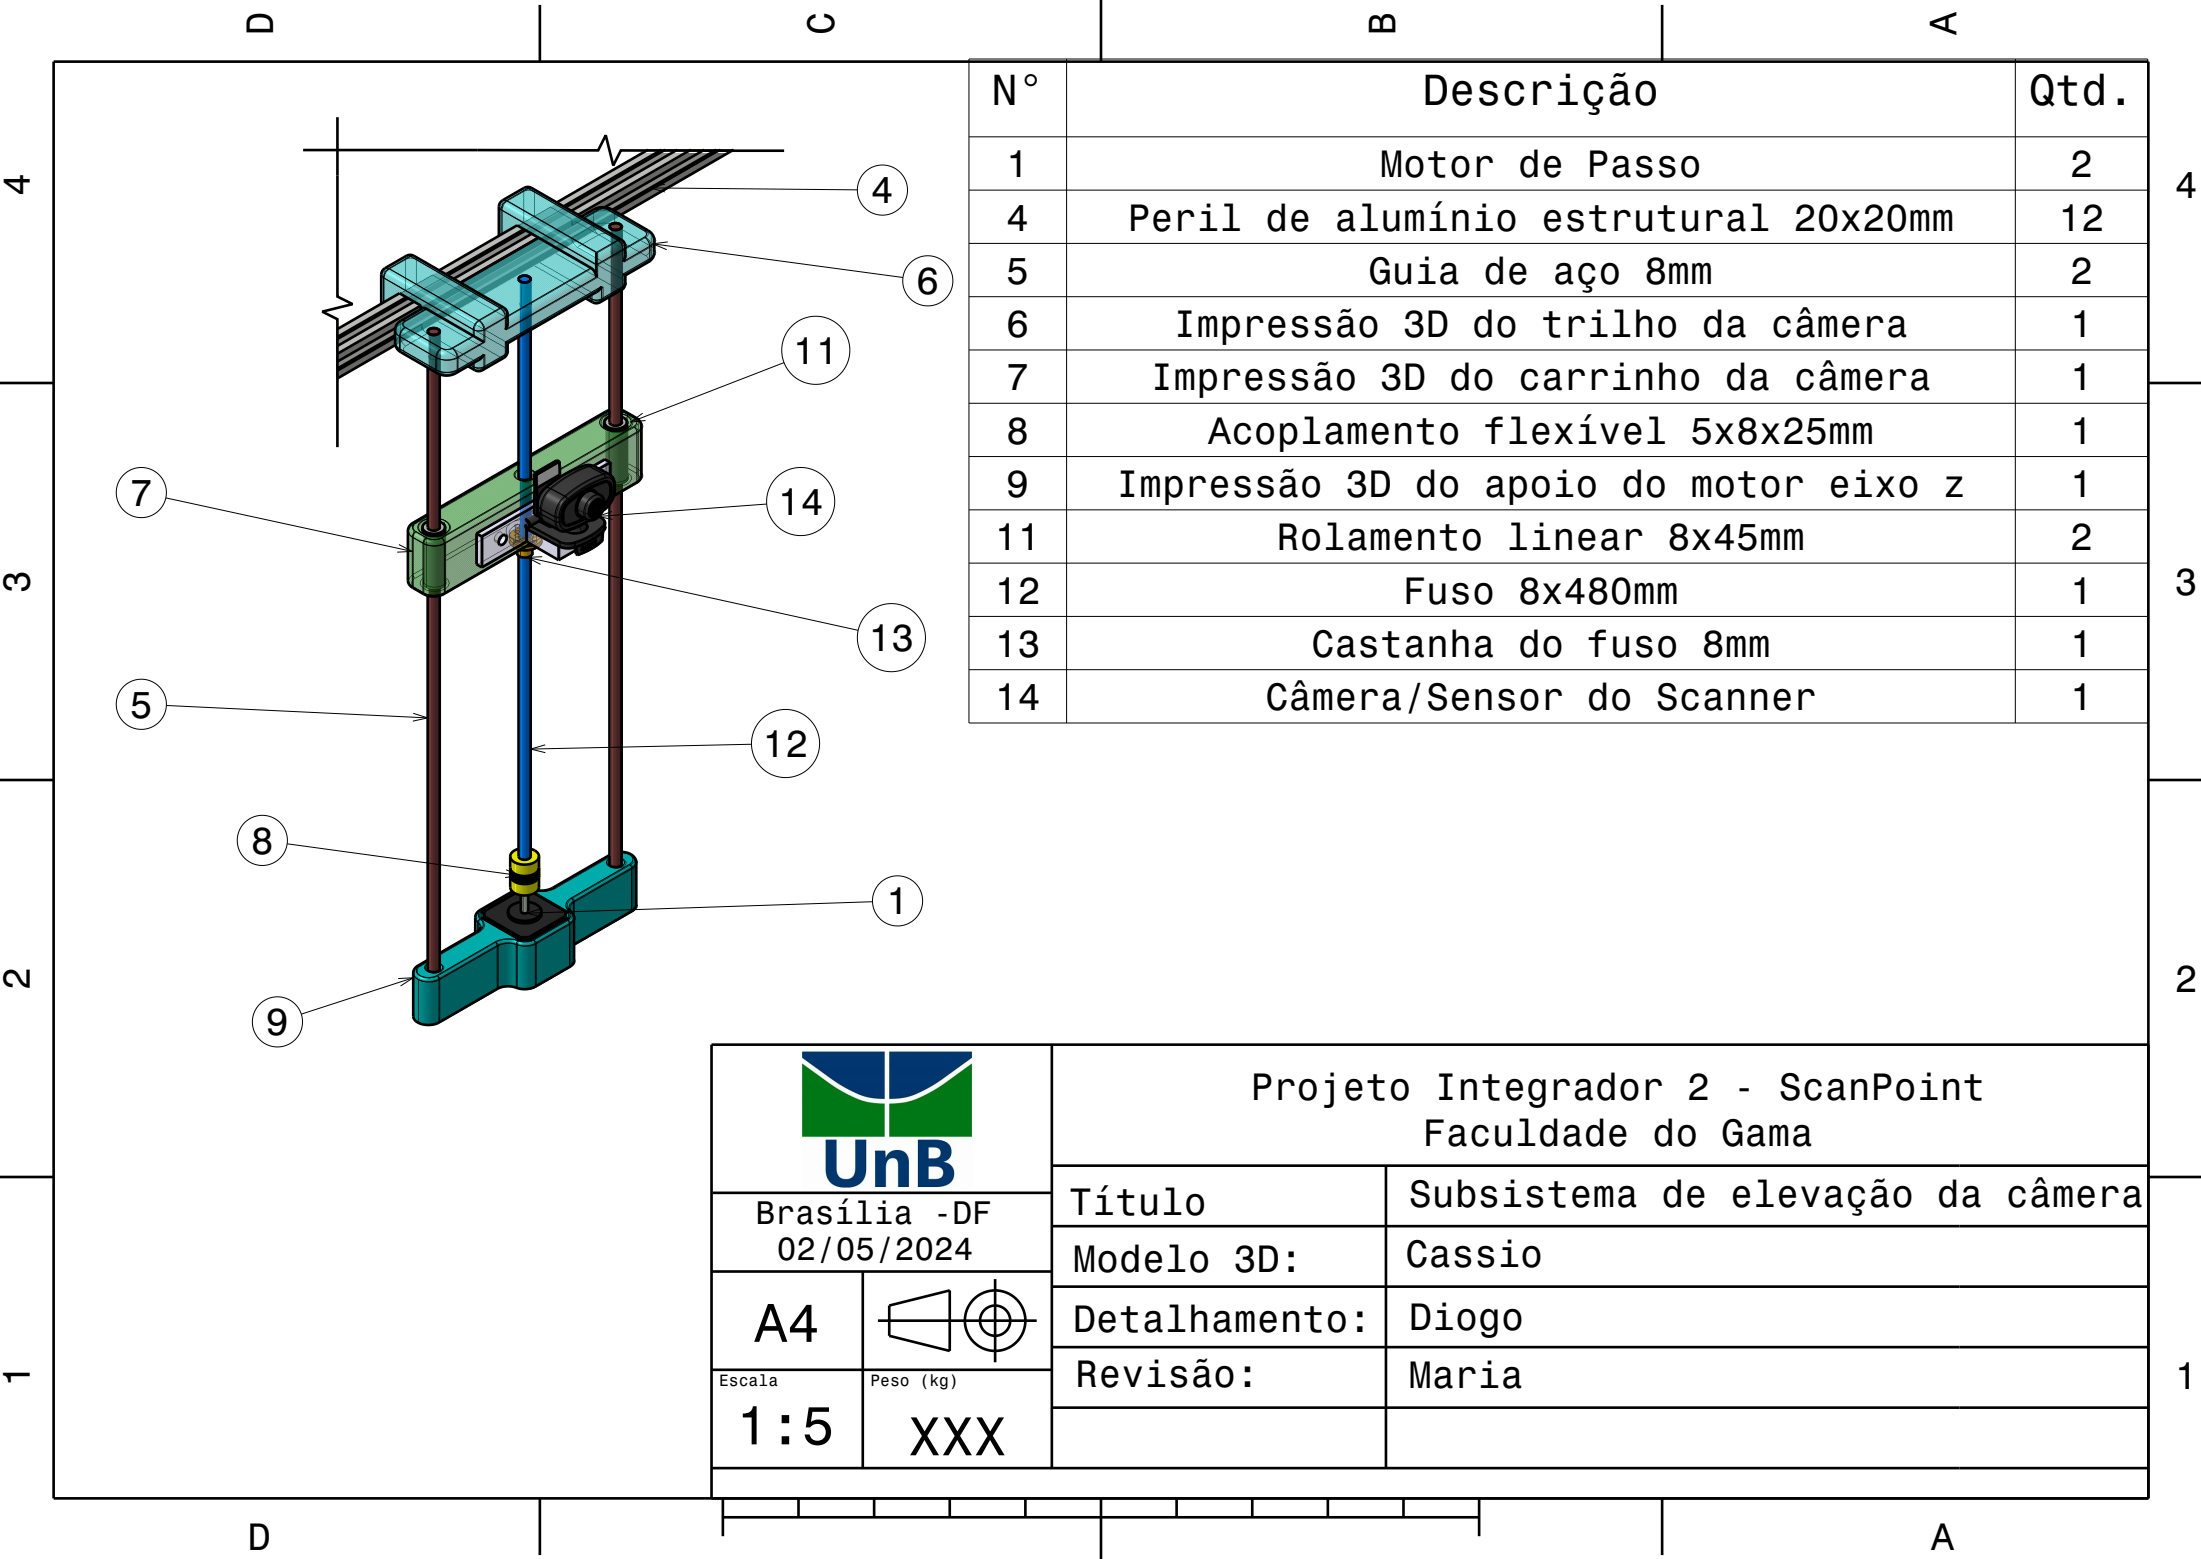 D C B A
N° Descrição Qtd.
1 Motor de Passo 2
4 Peril de alumínio estrutural 20x20mm 12
5 Guia de aço 8mm 2
6 Impressão 3D do trilho da câmera 1
7 Impressão 3D do carrinho da câmera 1
8 Acoplamento flexível 5x8x25mm 1
9 Impressão 3D do apoio do motor eixo z 1
11 Rolamento linear 8x45mm 2
12 Fuso 8x480mm 1
13 Castanha do fuso 8mm 1
14 Câmera/Sensor do Scanner 1
4
4
3
3
2
2
1
1
4
6
11
7
14
13
5
12
8
1
9
UnB
Brasília -DF
02/05/2024
A4
Escala
1:5
Peso (kg)
XXX
Projeto Integrador 2 - ScanPoint
Faculdade do Gama
Título Subsistema de elevação da câmera
Modelo 3D: Cassio
Detalhamento: Diogo
Revisão: Maria
D A